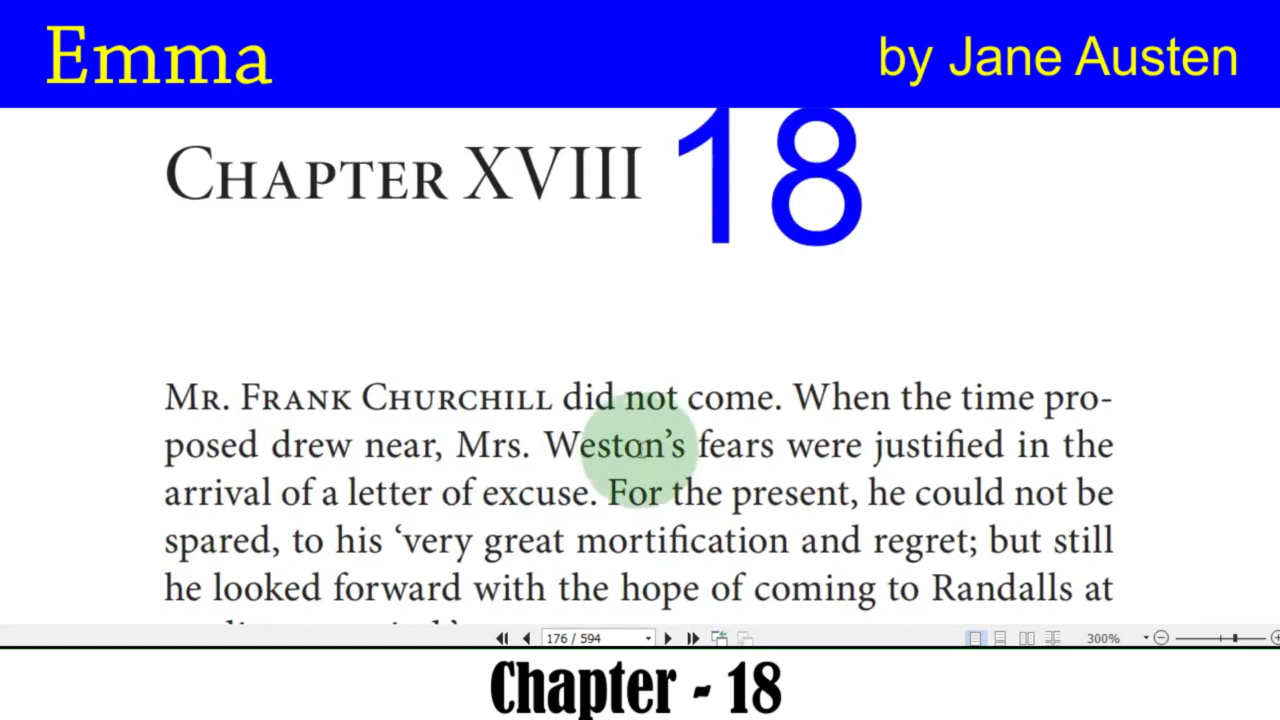 Emma
by Jane Austen
CHAPTER XVIII 18
MR. FRANK CHURCHILL did not come. When the time pro-
posed drew near, Mrs. Weston’s fears were justified in the
arrival of a letter of excuse. For the present, he could not be
spared, to his ‘very great mortification and regret; but still
he looked forward with the hope of coming to Randalls at
176 / 594
300%
Chapter - 18